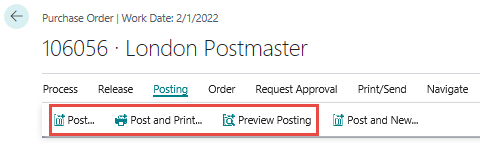 Purchase Order | Work Date: 2/1/2022
106056 · London Postmaster
Process Release Posting Order Request Approval Print/Send Navigate
Post... Post and Print... Preview Posting Post and New...